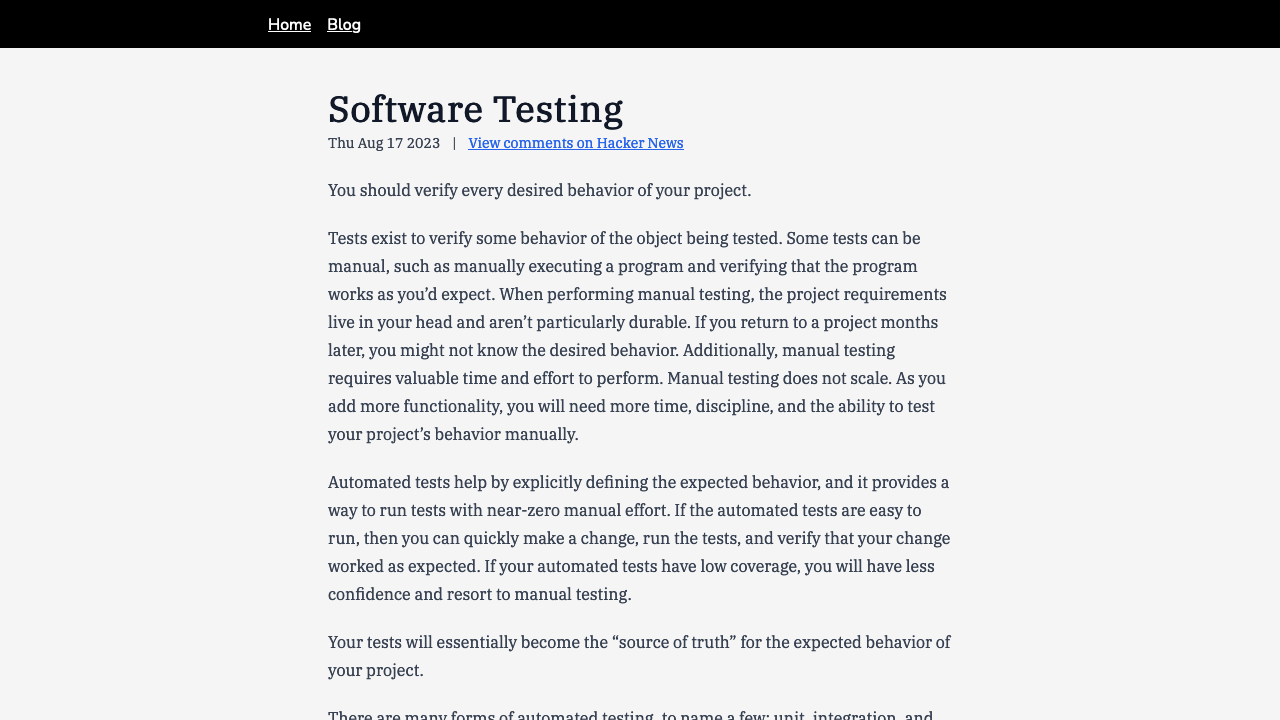 Home Blog
Software Testing
Thu Aug 17 2023 | View comments on Hacker News
You should verify every desired behavior of your project.
Tests exist to verify some behavior of the object being tested. Some tests can be
manual, such as manually executing a program and verifying that the program
works as you’d expect. When performing manual testing, the project requirements
live in your head and aren’t particularly durable. If you return to a project months
later, you might not know the desired behavior. Additionally, manual testing
requires valuable time and effort to perform. Manual testing does not scale. As you
add more functionality, you will need more time, discipline, and the ability to test
your project’s behavior manually.
Automated tests help by explicitly defining the expected behavior, and it provides a
way to run tests with near-zero manual effort. If the automated tests are easy to
run, then you can quickly make a change, run the tests, and verify that your change
worked as expected. If your automated tests have low coverage, you will have less
confidence and resort to manual testing.
Your tests will essentially become the “source of truth” for the expected behavior of
your project.
There are many forms of automated testing, to name a few: unit, integration, and